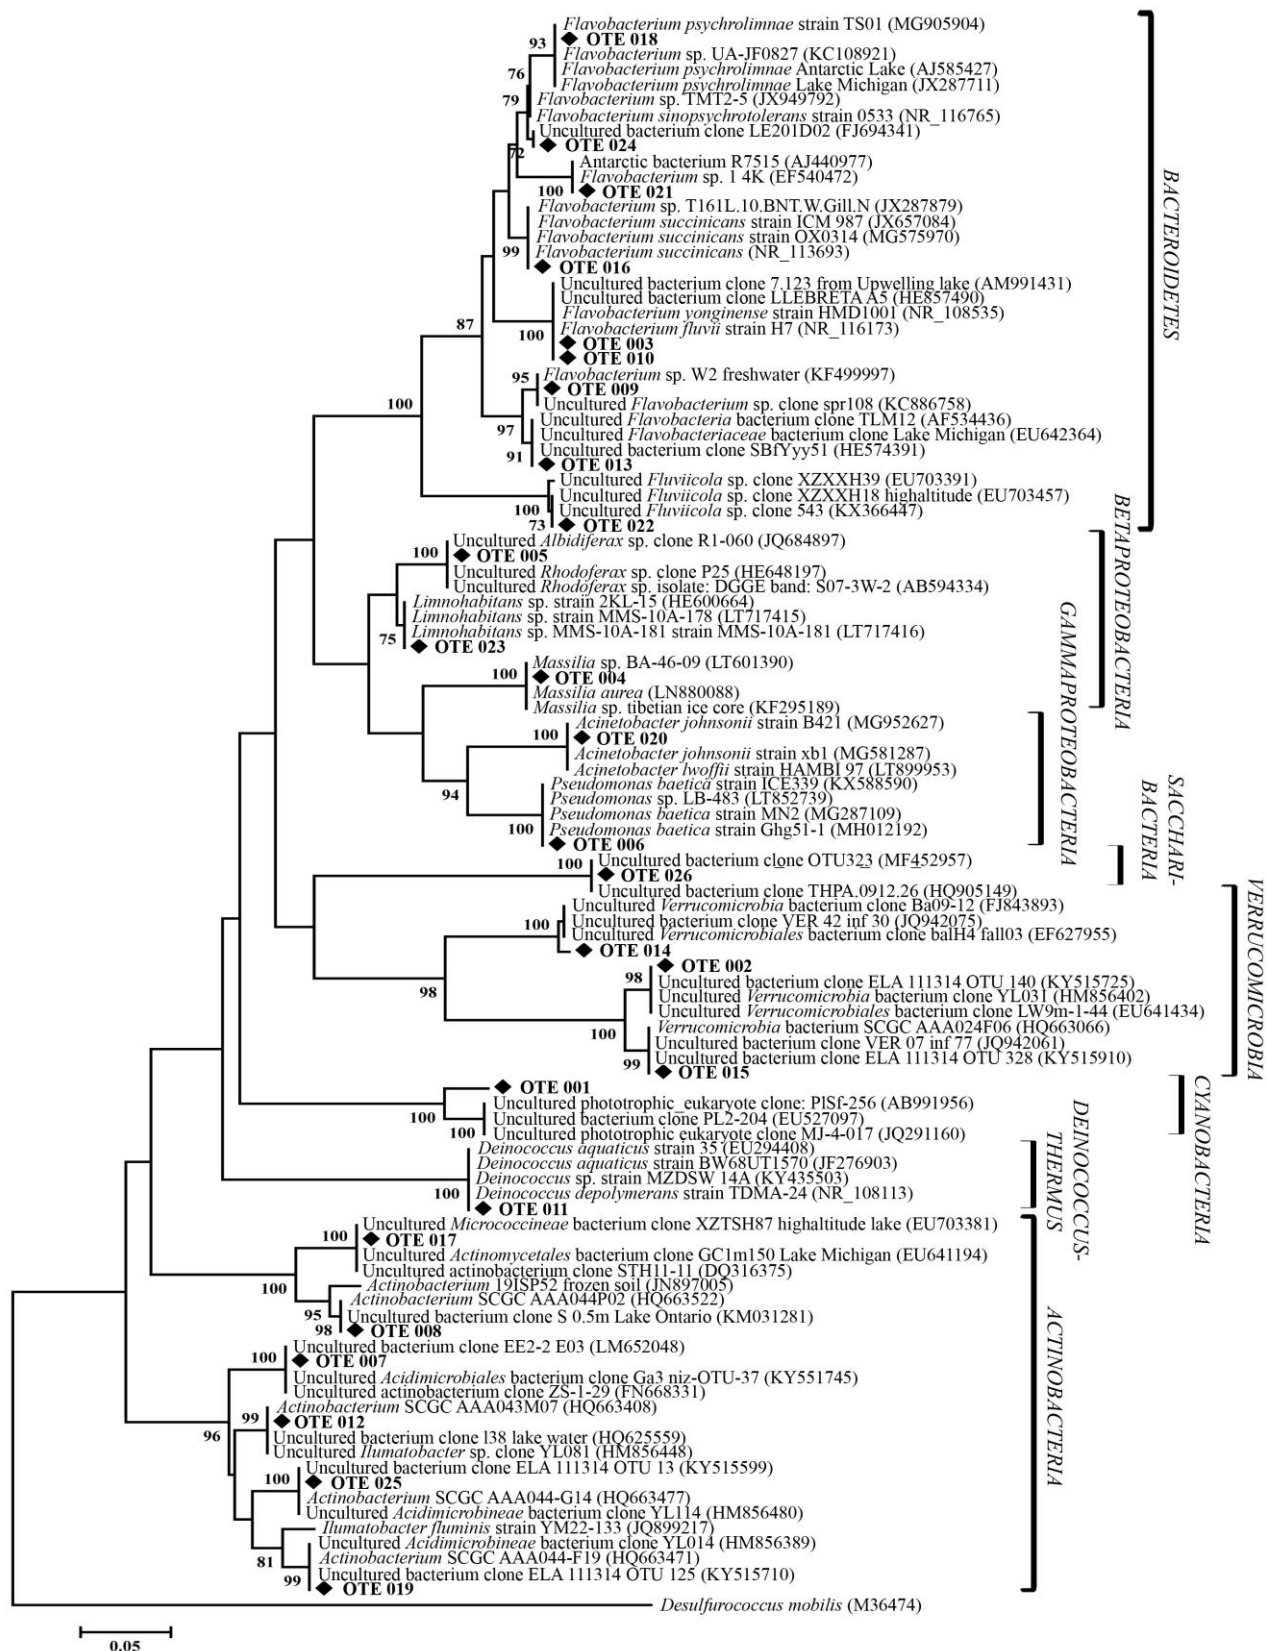 Flavobacterium psychrolimnae strain TS01 (MG905904)
93
OTE 018
Flavobacterium sp. UA-JF0827 (KC108921)
76
Flavobacterium psychrolimnae Antarctic Lake (AJ585427)
Flavobacterium psychrolimnae Lake Michigan (JX287711)
79
Flavobacterium sp. TMT2-5 (JX949792)
Flavobacterium sinopsychrotolerans strain 0533 (NR_116765)
Uncultured bacterium clone LE201D02 (FJ694341)
72
OTE 024
Antarctic bacterium R7515 (AJ440977)
Flavobacterium sp. 1 4K (EF540472)
100
OTE 021
Flavobacterium sp. T161L.10.BNT.W.Gill.N (JX287879)
Flavobacterium succinicans strain ICM 987 (JX657084)
Flavobacterium succinicans strain OX0314 (MG575970)
99
Flavobacterium succinicans (NR_113693)
OTE 016
Uncultured bacterium clone 7.123 from Upwelling lake (AM991431)
Uncultured bacterium clone LLEBRETA A5 (HE857490)
Flavobacterium yonginense strain HMD1001 (NR_108535)
87
100
Flavobacterium fluvii strain H7 (NR_116173)
OTE 003
OTE 010
95
Flavobacterium sp. W2 freshwater (KF499997)
OTE 009
100
Uncultured Flavobacterium sp. clone spr108 (KC886758)
Uncultured Flavobacteria bacterium clone TLM12 (AF534436)
97
Uncultured Flavobacteriaceae bacterium clone Lake Michigan (EU642364)
91
Uncultured bacterium clone SBfYyy51 (HE574391)
OTE 013
Uncultured Fluviicola sp. clone XZXXH39 (EU703391)
Uncultured Fluviicola sp. clone XZXXH18 highaltitude (EU703457)
100
Uncultured Fluviicola sp. clone 543 (KX366447)
73
OTE 022
BACTEROIDETES
Uncultured Albidiferax sp. clone R1-060 (JQ684897)
100
OTE 005
Uncultured Rhodoferax sp. clone P25 (HE648197)
Uncultured Rhodoferax sp. isolate: DGGE band: S07-3W-2 (AB594334)
Limnohabitans sp. strain 2KL-15 (HE600664)
Limnohabitans sp. strain MMS-10A-178 (LT717415)
75
Limnohabitans sp. MMS-10A-181 strain MMS-10A-181 (LT717416)
OTE 023
Massilia sp. BA-46-09 (LT601390)
100
OTE 004
Massilia aurea (LN880088)
Massilia sp. tibetian ice core (KF295189)
BETAPROTEOBACTERIA
Acinetobacter johnsonii strain B421 (MG952627)
100
OTE 020
Acinetobacter johnsonii strain xb1 (MG581287)
Acinetobacter lwoffii strain HAMBI 97 (LT899953)
94
Pseudomonas baetica strain ICE339 (KX588590)
Pseudomonas sp. LB-483 (LT852739)
Pseudomonas baetica strain MN2 (MG287109)
100
Pseudomonas baetica strain Ghg51-1 (MH012192)
OTE 006
GAMMAPROTEOBACTERIA
Uncultured bacterium clone OTU323 (MF452957)
100
OTE 026
Uncultured bacterium clone THPA.0912.26 (HQ905149)
SACCHARI-
BACTERIA
Uncultured Verrucomicrobia bacterium clone Ba09-12 (FJ843893)
100
Uncultured bacterium clone VER 42 inf 30 (JQ942075)
Uncultured Verrucomicrobiales bacterium clone balH4 fall03 (EF627955)
OTE 014
OTE 002
98
98
Uncultured bacterium clone ELA 111314 OTU 140 (KY515725)
Uncultured Verrucomicrobia bacterium clone YL031 (HM856402)
Uncultured Verrucomicrobiales bacterium clone LW9m-1-44 (EU641434)
100
Verrucomicrobia bacterium SCGC AAA024F06 (HQ663066)
Uncultured bacterium clone VER 07 inf 77 (JQ942061)
99
Uncultured bacterium clone ELA 111314 OTU 328 (KY515910)
OTE 015
VERRUCOMICROBIA
OTE 001
100
Uncultured phototrophic_eukaryote clone: PlSf-256 (AB991956)
Uncultured bacterium clone PL2-204 (EU527097)
100
Uncultured phototrophic eukaryote clone MJ-4-017 (JQ291160)
CYANOBACTERIA
Deinococcus aquaticus strain 35 (EU294408)
Deinococcus aquaticus strain BW68UT1570 (JF276903)
Deinococcus sp. strain MZDSW 14A (KY435503)
100
Deinococcus depolymerans strain TDMA-24 (NR_108113)
OTE 011
DEINOCOCCUS-
THERMUS
Uncultured Micrococcineae bacterium clone XZTSH87 highaltitude lake (EU703381)
100
OTE 017
Uncultured Actinomycetales bacterium clone GC1m150 Lake Michigan (EU641194)
Uncultured actinobacterium clone STH11-11 (DQ316375)
100
Actinobacterium 19ISP52 frozen soil (JN897005)
Actinobacterium SCGC AAA044P02 (HQ663522)
95
Uncultured bacterium clone S 0.5m Lake Ontario (KM031281)
98
OTE 008
Uncultured bacterium clone EE2-2 E03 (LM652048)
100
OTE 007
Uncultured Acidimicrobiales bacterium clone Ga3 niz-OTU-37 (KY551745)
Uncultured actinobacterium clone ZS-1-29 (FN668331)
Actinobacterium SCGC AAA043M07 (HQ663408)
99
OTE 012
96
Uncultured bacterium clone l38 lake water (HQ625559)
Uncultured Ilumatobacter sp. clone YL081 (HM856448)
Uncultured bacterium clone ELA 111314 OTU 13 (KY515599)
100
OTE 025
Actinobacterium SCGC AAA044-G14 (HQ663477)
Uncultured Acidimicrobineae bacterium clone YL114 (HM856480)
Ilumatobacter fluminis strain YM22-133 (JQ899217)
Uncultured Acidimicrobineae bacterium clone YL014 (HM856389)
81
Actinobacterium SCGC AAA044-F19 (HQ663471)
99
Uncultured bacterium clone ELA 111314 OTU 125 (KY515710)
OTE 019
ACTINOBACTERIA
Desulfurococcus mobilis (M36474)
0.05